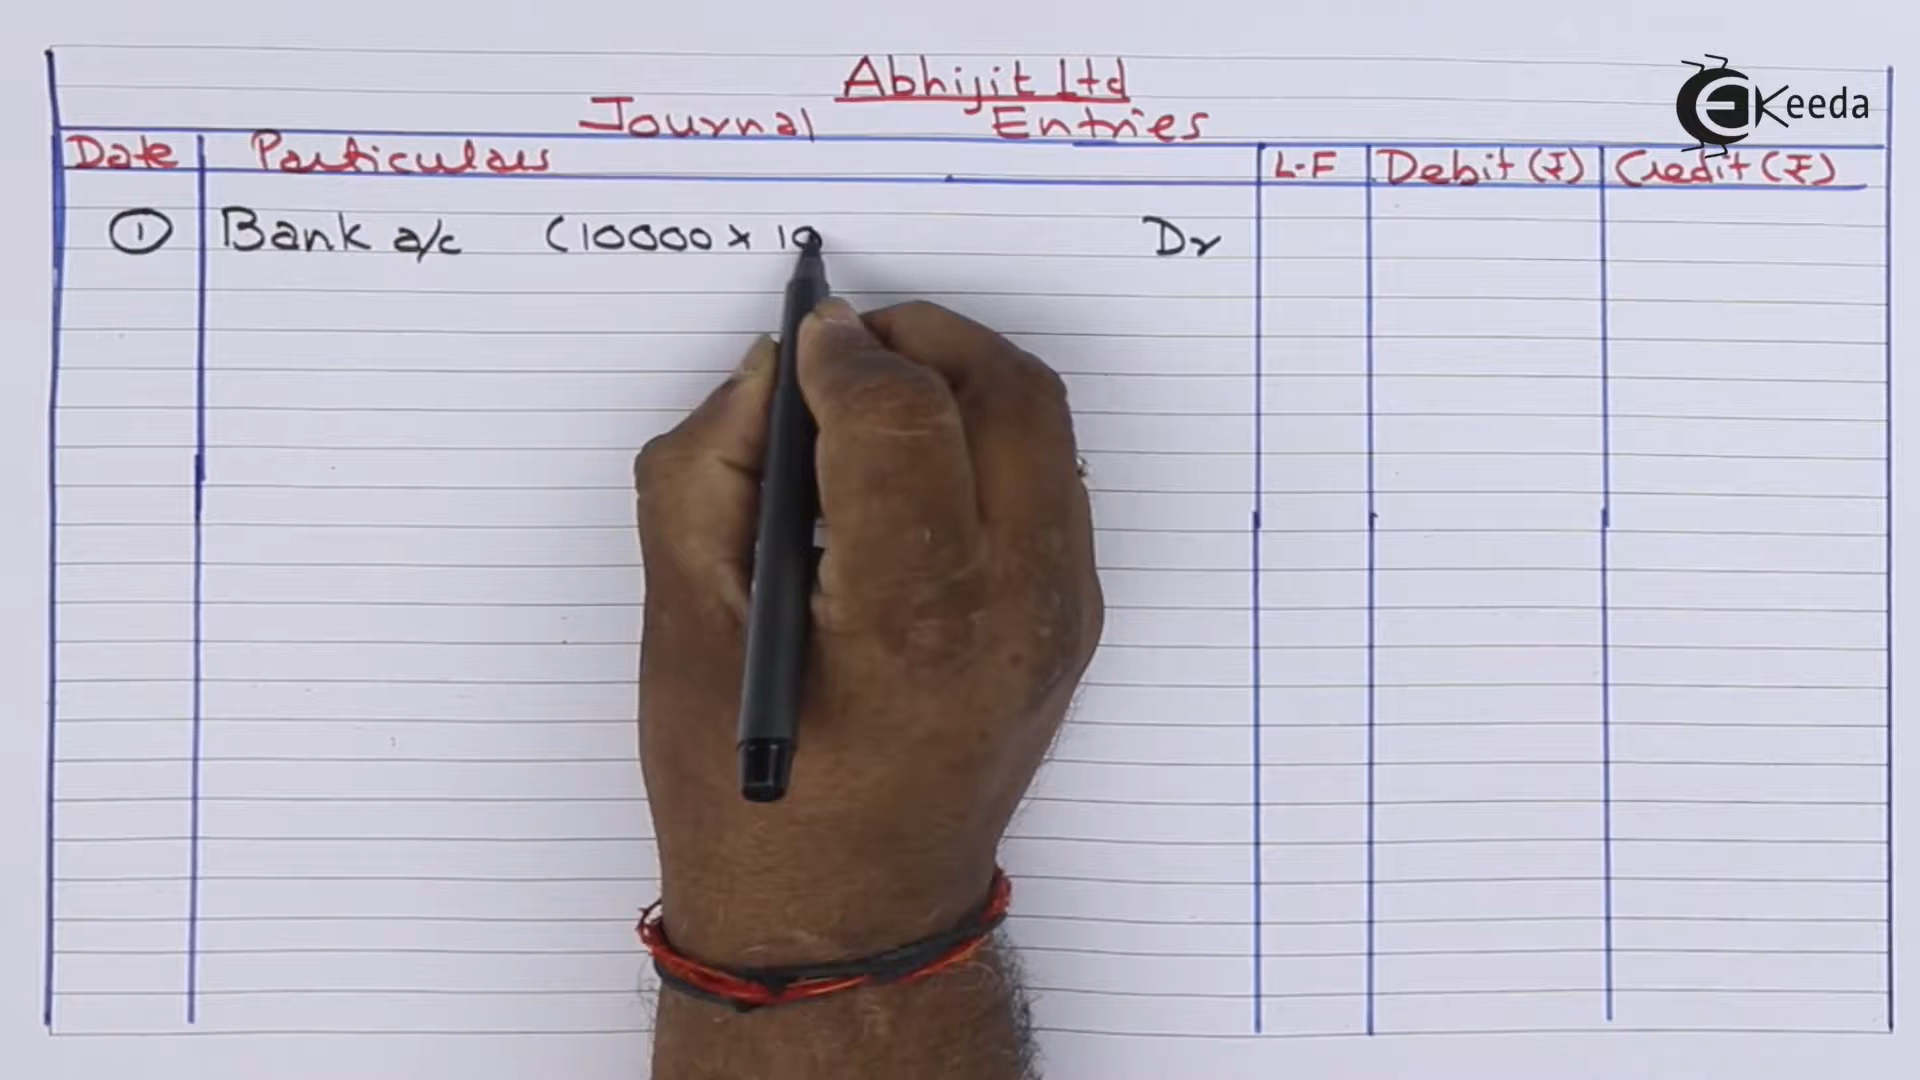 Abhijit Ltd
Journal Entries
Keeda
Date Particulars L.F Debit (₹) Credit (₹)
① Bank a/c (10000 x 10 Dr